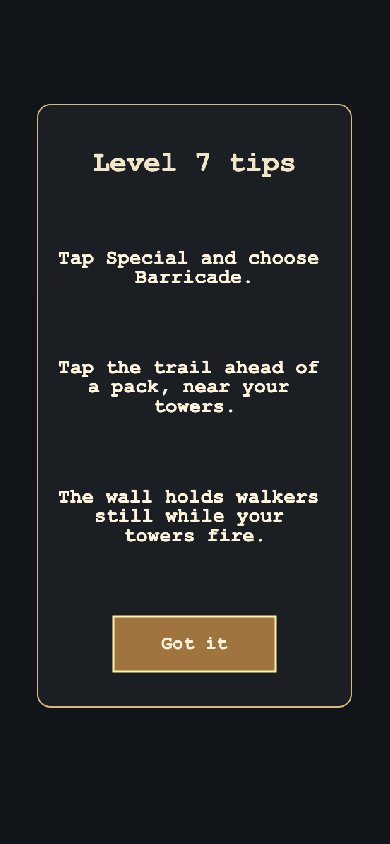 Level 7 tips
Tap Special and choose
Barricade.
Tap the trail ahead of
a pack, near your
towers.
The wall holds walkers
still while your
towers fire.
Got it